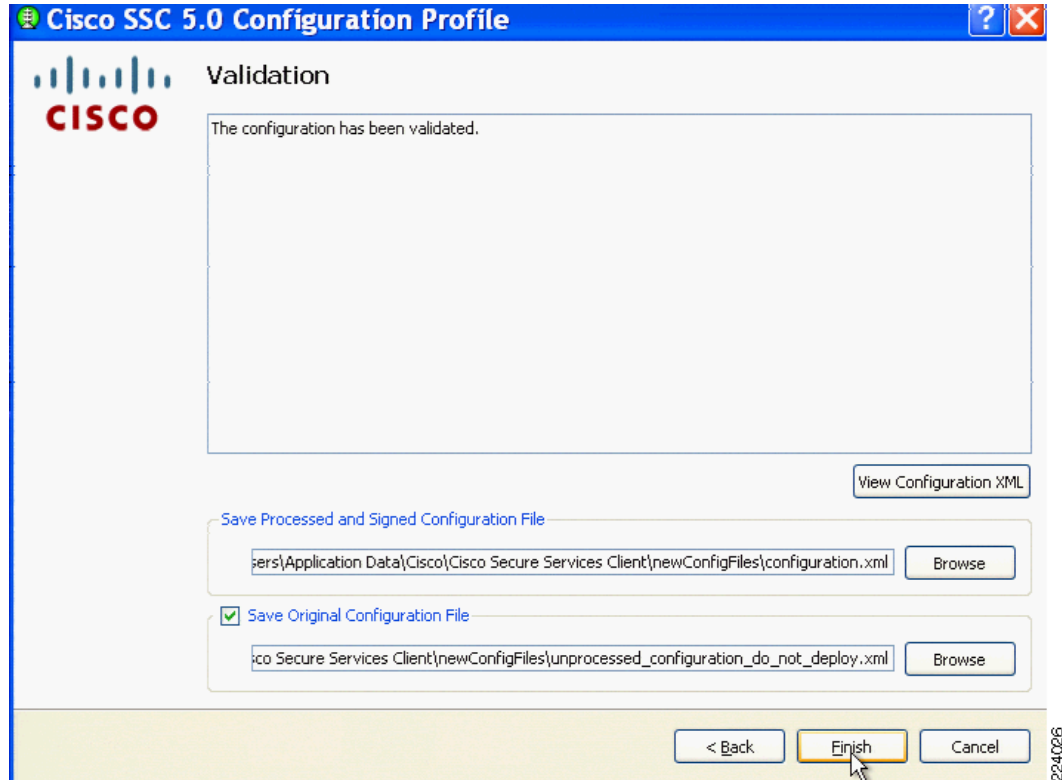 Cisco SSC 5.0 Configuration Profile
?
CISCO
Validation
The configuration has been validated.
View Configuration XML
Save Processed and Signed Configuration File
sers\Application Data\Cisco\Cisco Secure Services Client\newConfigFiles\configuration.xml
Browse
Save Original Configuration File
sco Secure Services Client\newConfigFiles\unprocessed_configuration_do_not_deploy.xml
Browse
< Back
Finish
Cancel
224026